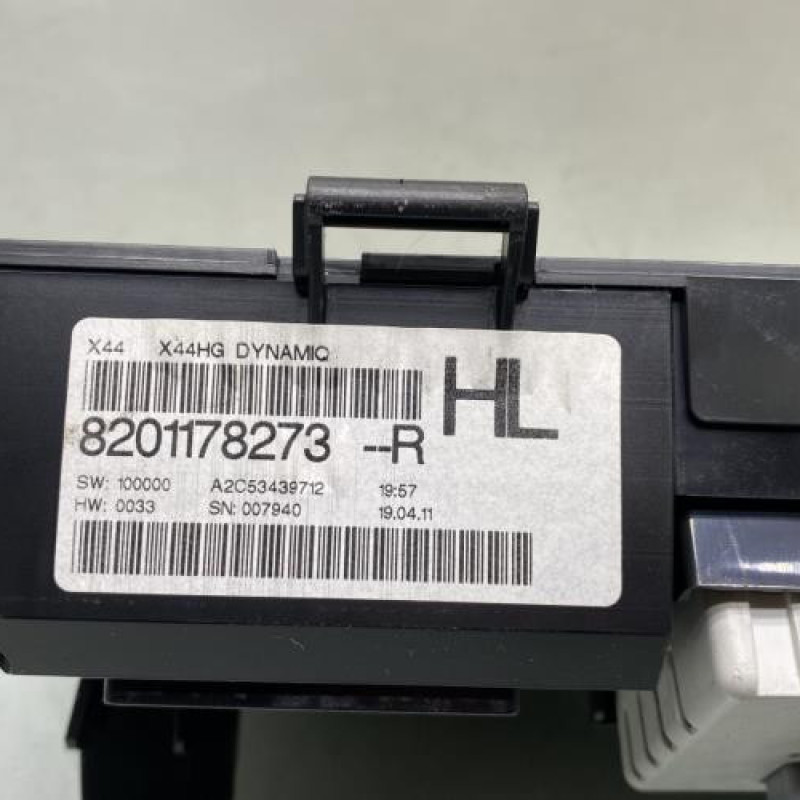 X44 X44HG DYNAMIQ
HL
8201178273 --R
SW: 100000 A2C53439712 19:57
HW: 0033 SN: 007940 19.04.11